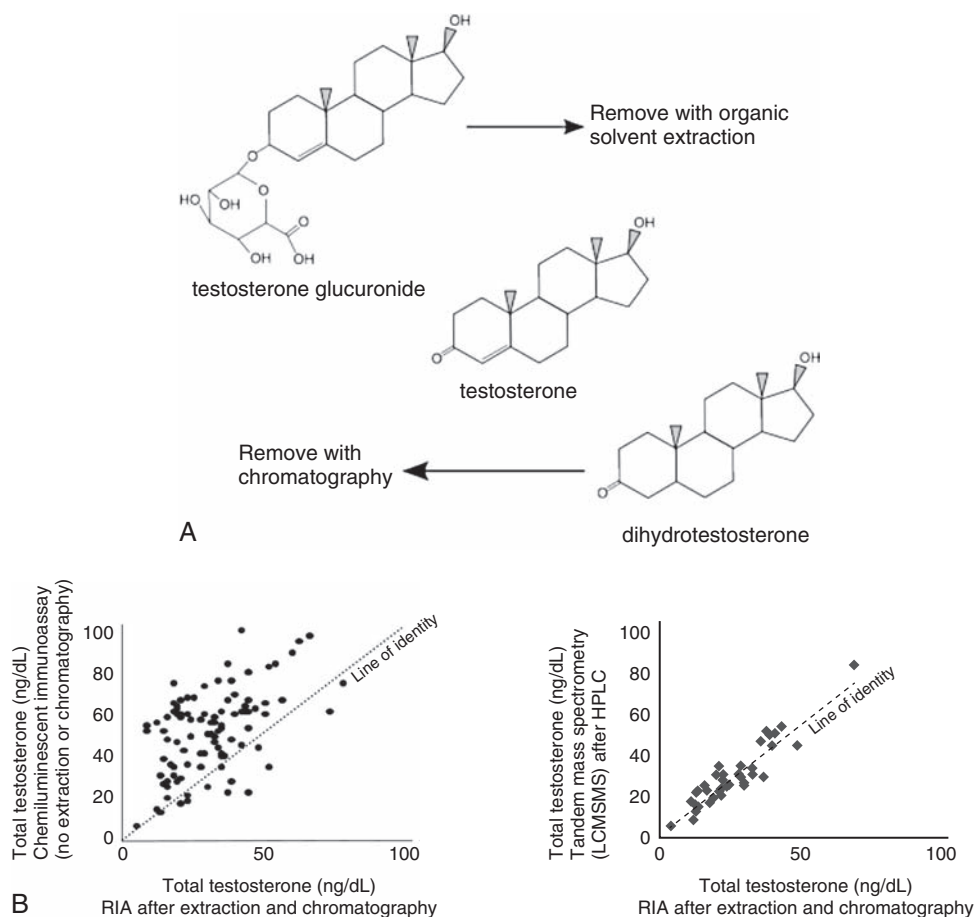 OH
Remove with organic
solvent extraction
O
O
HO
OH
O
OH
OH
testosterone glucuronide
OH
O
testosterone
OH
Remove with
chromatography
O
dihydrotestosterone
A
Total testosterone (ng/dL)
Chemiluminescent immunoassay
(no extraction or chromatography)
100
80
60
40
20
0
Line of identity
0 50 100
Total testosterone (ng/dL)
RIA after extraction and chromatography
Total testosterone (ng/dL)
Tandem mass spectrometry
(LCMSMS) after HPLC
100
80
60
40
20
0
Line of identity
0 50 100
Total testosterone (ng/dL)
RIA after extraction and chromatography
B